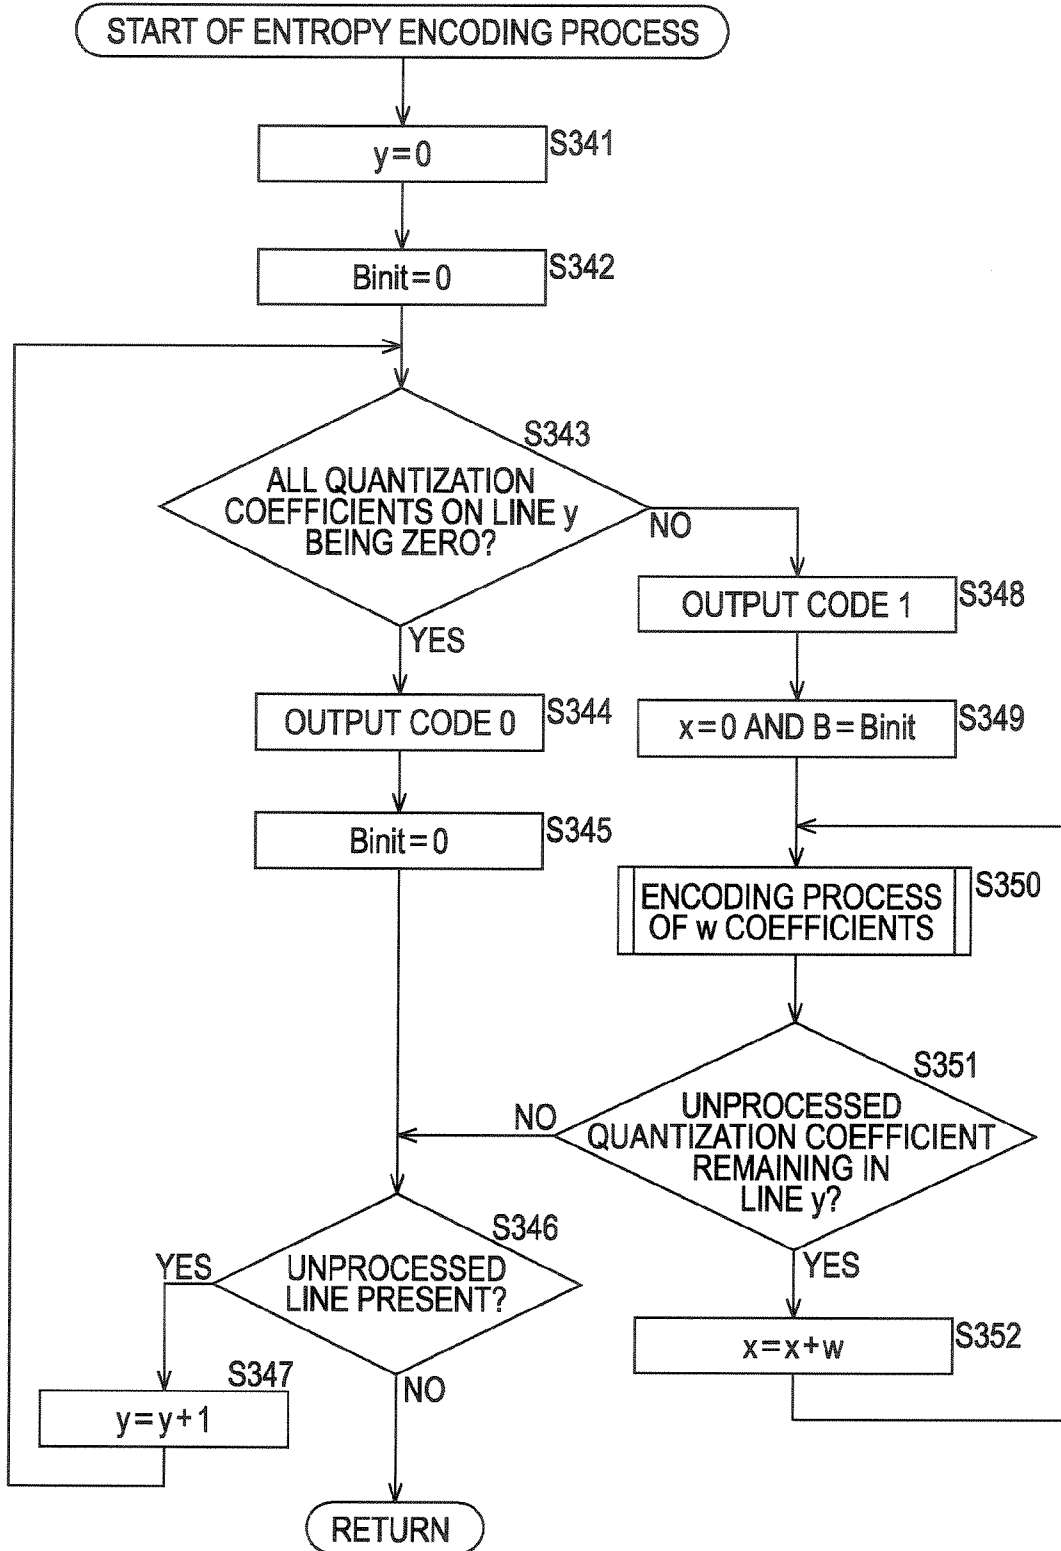 START OF ENTROPY ENCODING PROCESS
y=0
S341
Binit=0
S342
S343
ALL QUANTIZATION
COEFFICIENTS ON LINE y
BEING ZERO?
NO
YES
OUTPUT CODE 1
S348
OUTPUT CODE 0
S344
x=0 AND B=Binit
S349
Binit=0
S345
ENCODING PROCESS
OF w COEFFICIENTS
S350
S351
UNPROCESSED
QUANTIZATION COEFFICIENT
REMAINING IN
LINE y?
NO
YES
S346
UNPROCESSED
LINE PRESENT?
YES
NO
x=x+w
S352
S347
y=y+1
RETURN